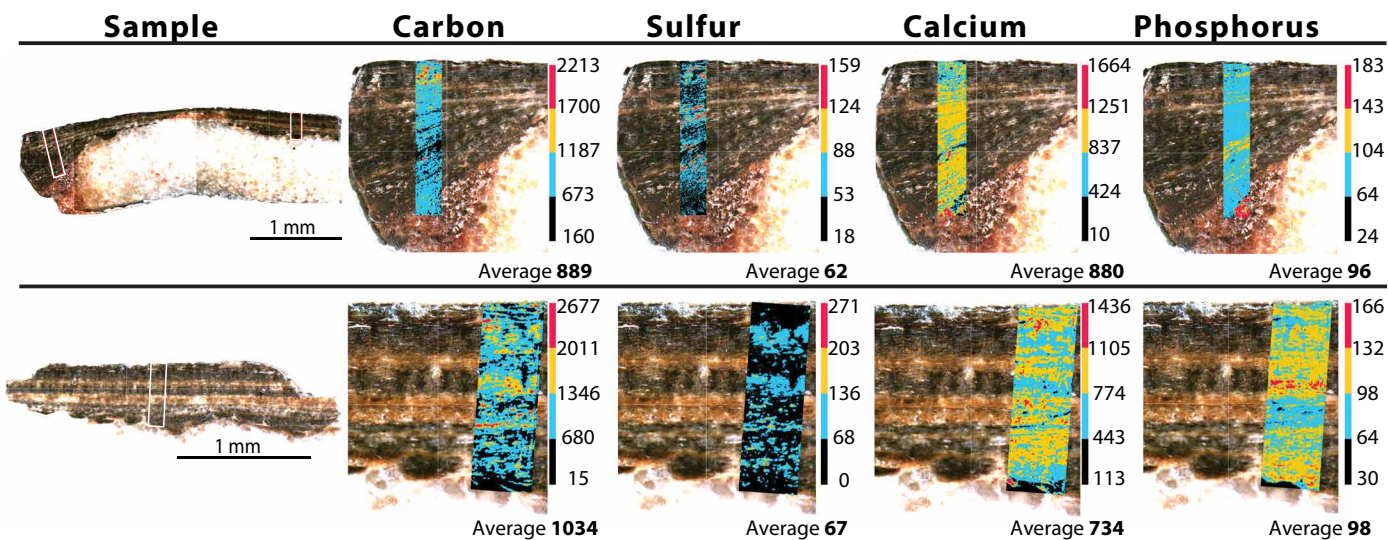 Sample Carbon Sulfur Calcium Phosphorus
2213 159 1664 183
1700 124 1251 143
1187 88 837 104
673 53 424 64
160 18 10 24
1 mm
Average 889 Average 62 Average 880 Average 96
2677 271 1436 166
2011 203 1105 132
1346 136 774 98
680 68 443 64
15 0 113 30
1 mm
Average 1034 Average 67 Average 734 Average 98